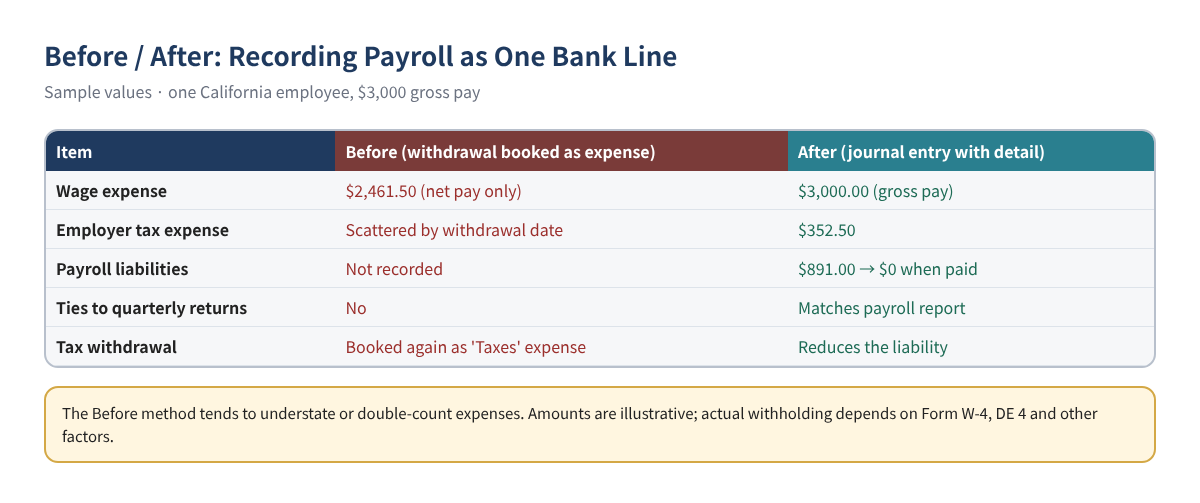 Before / After: Recording Payroll as One Bank Line
Sample values · one California employee, $3,000 gross pay
Item Before (withdrawal booked as expense) After (journal entry with detail)
Wage expense $2,461.50 (net pay only) $3,000.00 (gross pay)
Employer tax expense Scattered by withdrawal date $352.50
Payroll liabilities Not recorded $891.00 → $0 when paid
Ties to quarterly returns No Matches payroll report
Tax withdrawal Booked again as 'Taxes' expense Reduces the liability
The Before method tends to understate or double-count expenses. Amounts are illustrative; actual withholding depends on Form W-4, DE 4 and other
factors.